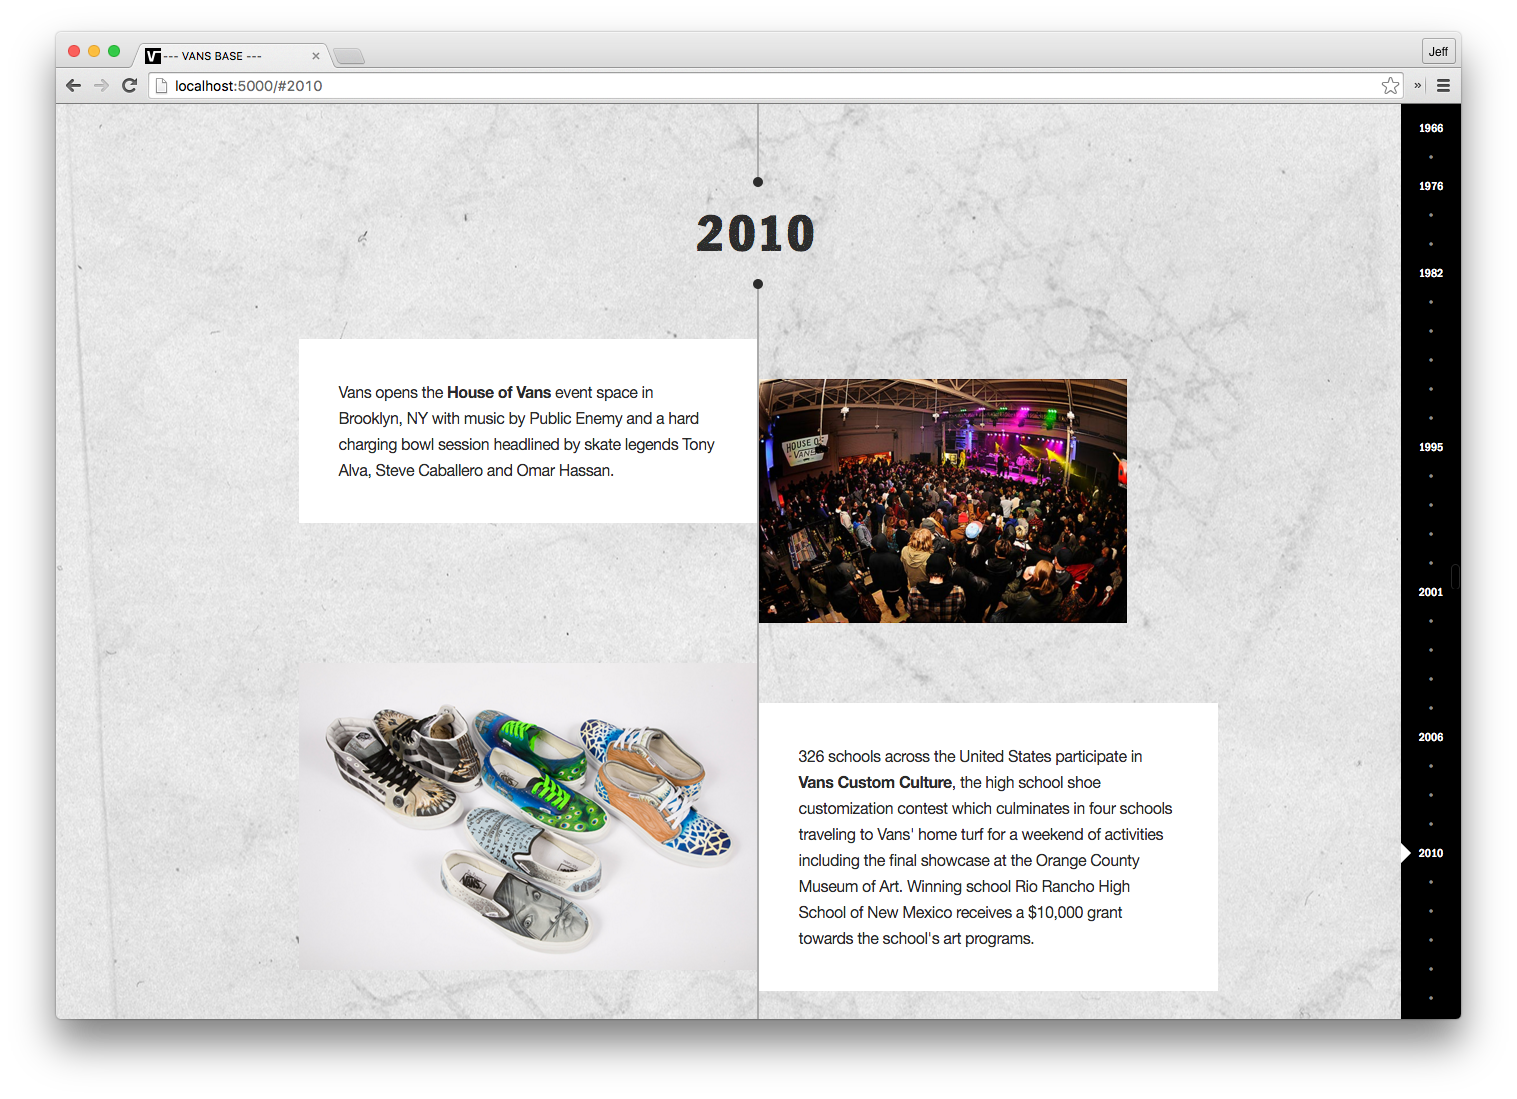 --- VANS BASE ---
Jeff
localhost:5000/#2010
2010
Vans opens the House of Vans event space in
Brooklyn, NY with music by Public Enemy and a hard
charging bowl session headlined by skate legends Tony
Alva, Steve Caballero and Omar Hassan.
HOUSE OF
VANS
326 schools across the United States participate in
Vans Custom Culture, the high school shoe
customization contest which culminates in four schools
traveling to Vans' home turf for a weekend of activities
including the final showcase at the Orange County
Museum of Art. Winning school Rio Rancho High
School of New Mexico receives a $10,000 grant
towards the school's art programs.
1966
1976
1982
1995
2001
2006
2010